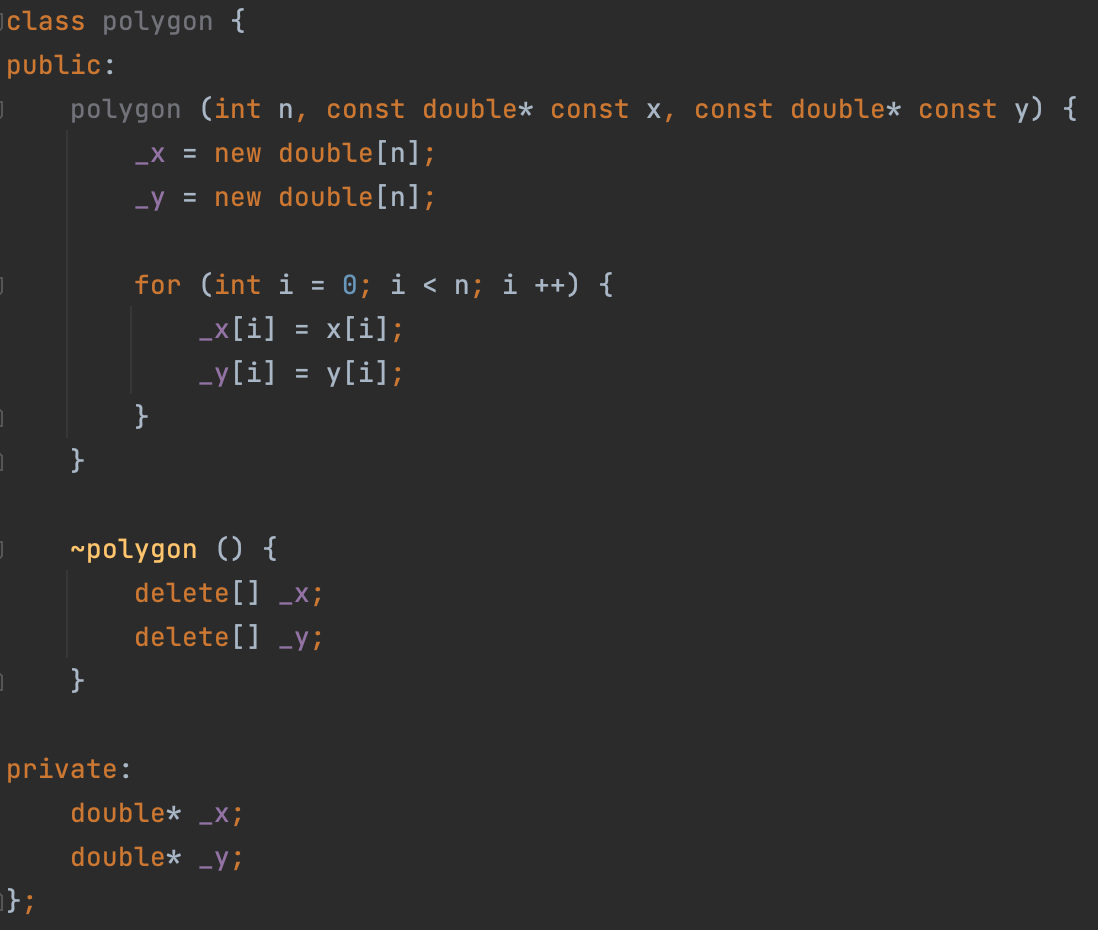 class polygon {
public:
    polygon (int n, const double* const x, const double* const y) {
        _x = new double[n];
        _y = new double[n];

        for (int i = 0; i < n; i ++) {
            _x[i] = x[i];
            _y[i] = y[i];
        }
    }

    ~polygon () {
        delete[] _x;
        delete[] _y;
    }

private:
    double* _x;
    double* _y;
};